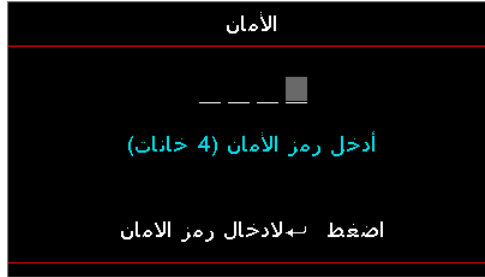 الأمان
_ _ _ _
أدخل رمز الأمان (4 خانات)
اضغط ↵ لادخال رمز الامان